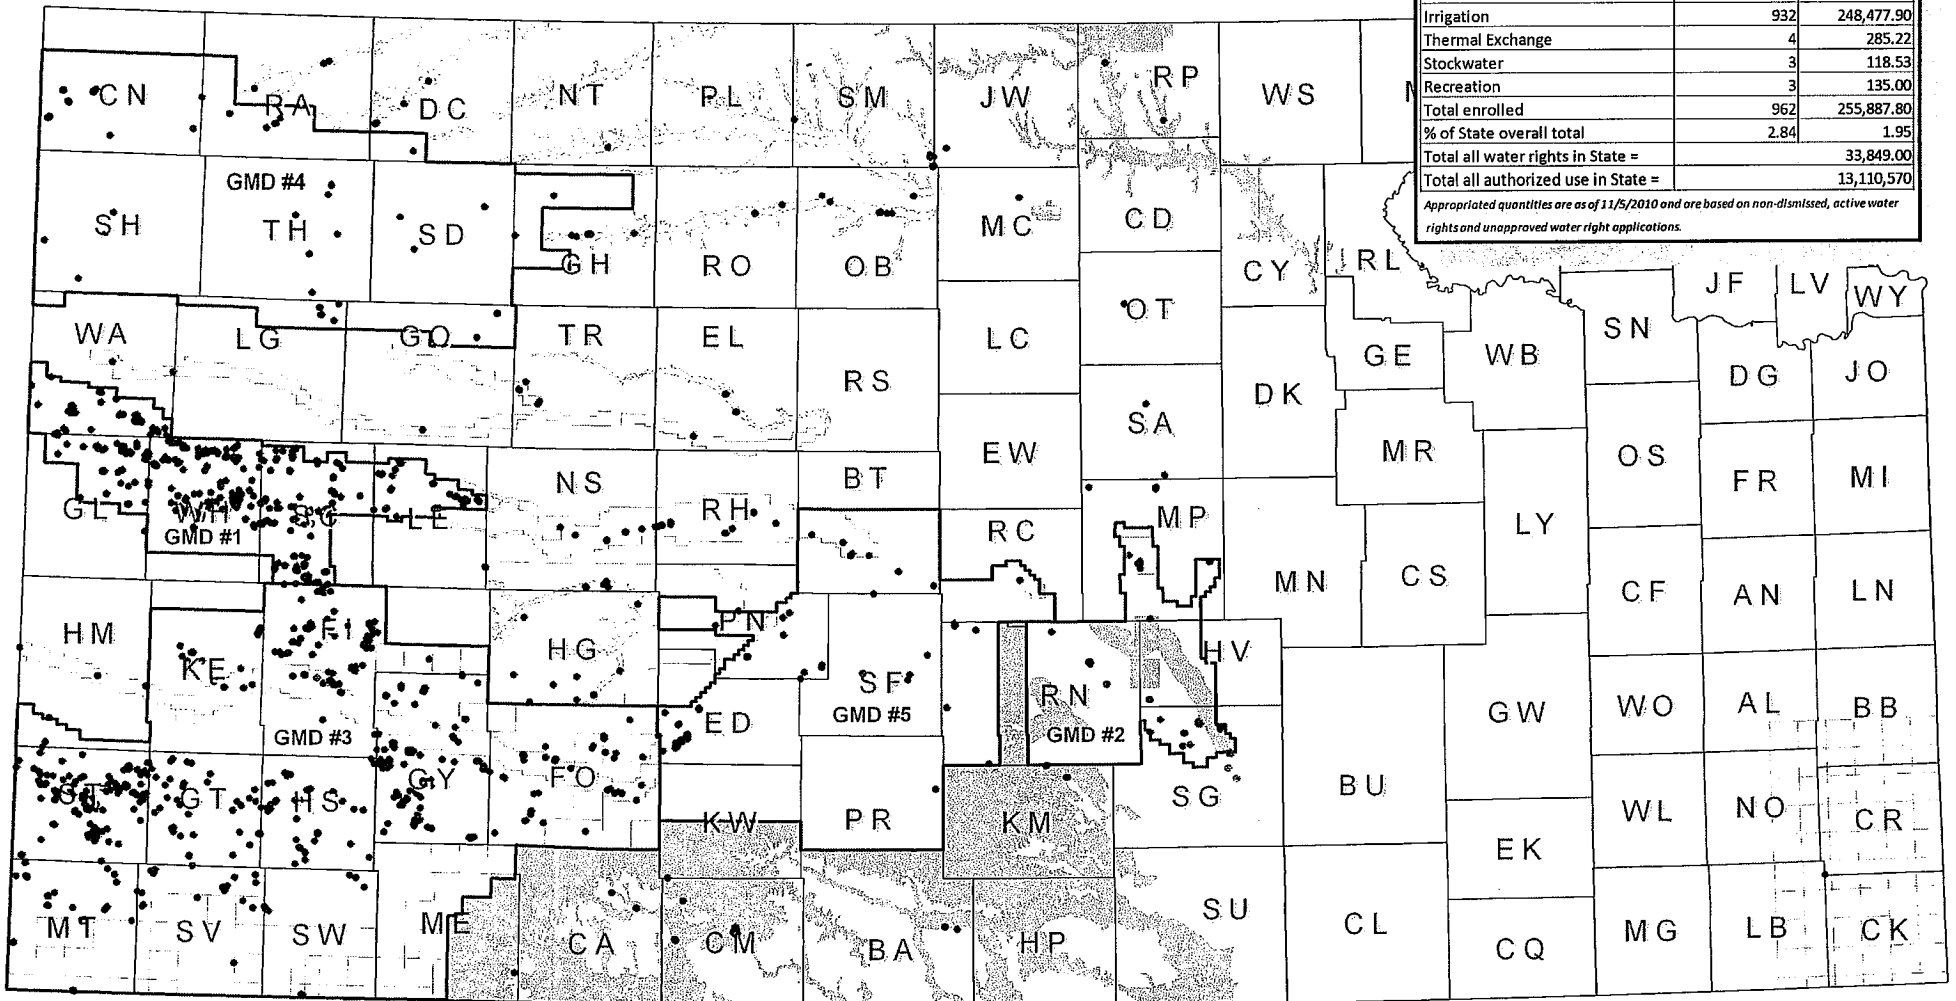 Irrigation 932 248,477.90
Thermal Exchange 4 285.22
Stockwater 3 118.53
Recreation 3 135.00
Total enrolled 962 255,887.80
% of State overall total 2.84 1.95
Total all water rights in State = 33,849.00
Total all authorized use in State = 13,110,570
Appropriated quantities are as of 11/5/2010 and are based on non-dismissed, active water
rights and unapproved water right applications.
CN RA DC NT PL SM JW RP WS
GMD #4
SH TH SD GH RO OB MC CD CY RL
JF LV WY
WA LG GO TR EL RS LC OT DK GE WB SN DG JO
GL WH SC LE NS RH BT EW SA MR OS FR MI
GMD #1
RC MP MN CS LY CF AN LN
HM KE FI HG PN SF RN HV
GMD #3
GMD #5
GMD #2
ED GW WO AL BB
ST GT HS GY FO KW PR KM SG BU EK WL NO CR
MT SV SW ME CA CM BA HP SU CL CQ MG LB CK